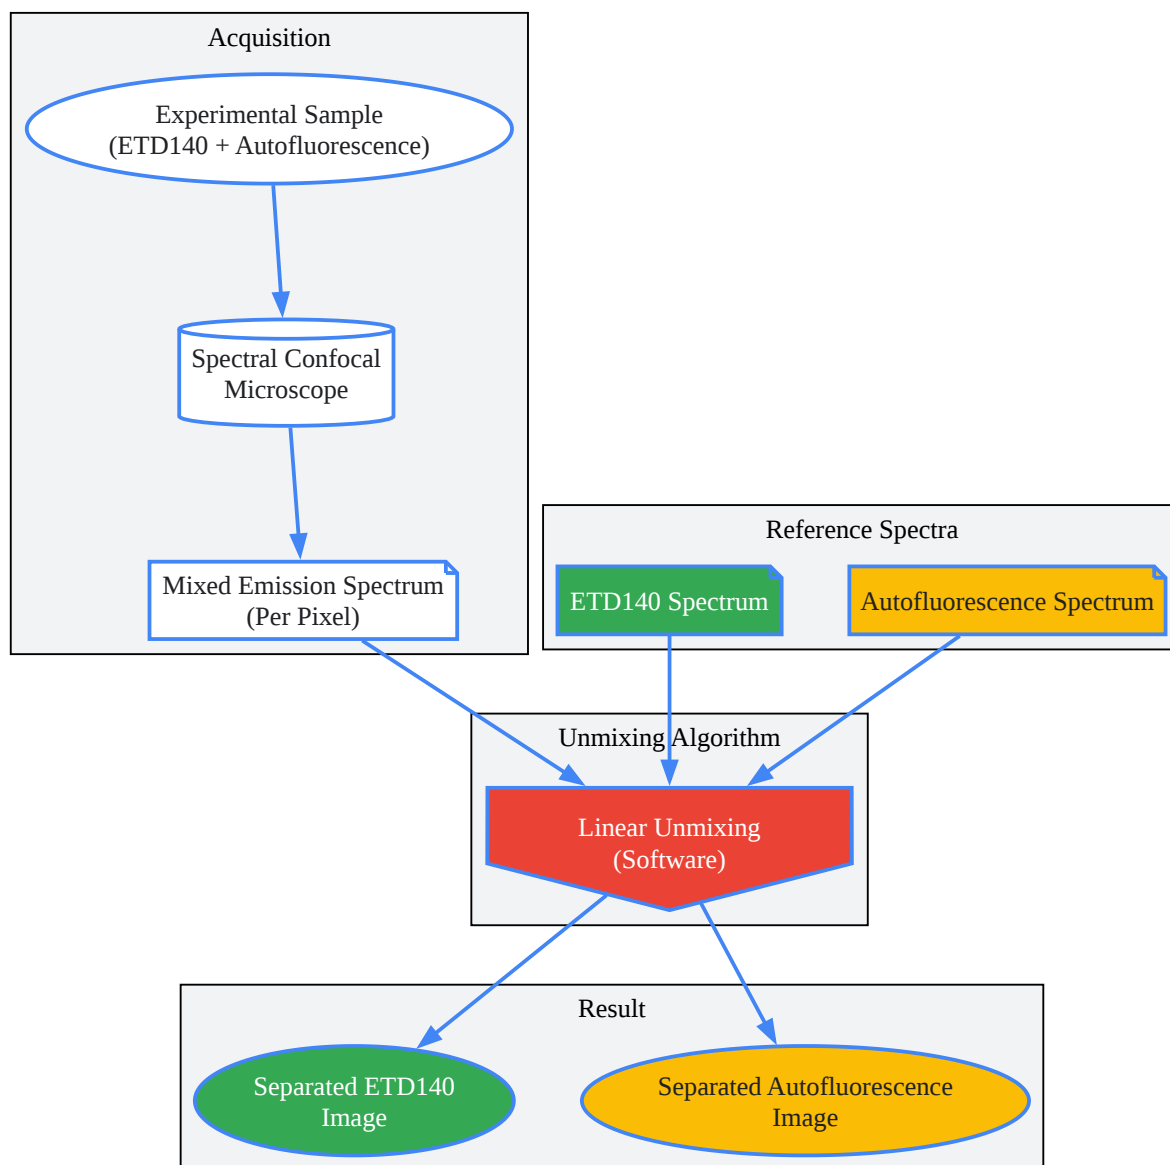 Acquisition
Experimental Sample
(ETD140 + Autofluorescence)
Spectral Confocal
Microscope
Mixed Emission Spectrum
(Per Pixel)
Reference Spectra
ETD140 Spectrum
Autofluorescence Spectrum
Unmixing Algorithm
Linear Unmixing
(Software)
Result
Separated ETD140
Image
Separated Autofluorescence
Image